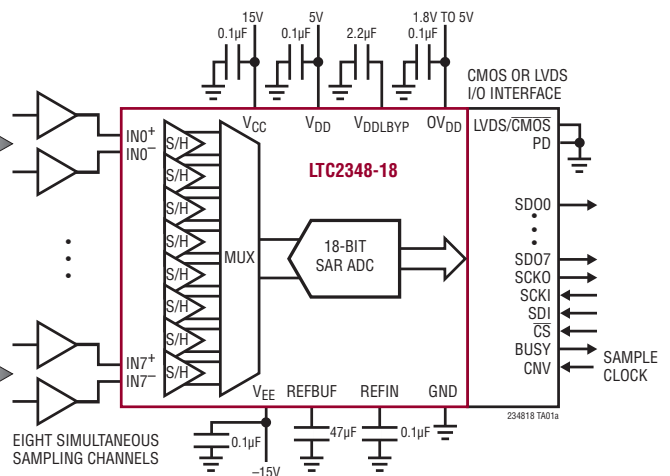 15V
5V
1.8V TO 5V
0.1µF
0.1µF
2.2µF
0.1µF
CMOS OR LVDS
I/O INTERFACE
VCC
VDD
VDDLBYP
OVDD
LVDS/CMOS
PD
IN0+
IN0–
S/H
S/H
S/H
S/H
S/H
S/H
S/H
S/H
LTC2348-18
MUX
18-BIT
SAR ADC
SDO0
SDO7
SCKO
SCKI
SDI
CS
BUSY
CNV
SAMPLE
CLOCK
IN7+
IN7–
VEE
REFBUF
REFIN
GND
234818 TA01a
EIGHT SIMULTANEOUS
SAMPLING CHANNELS
0.1µF
47µF
0.1µF
–15V